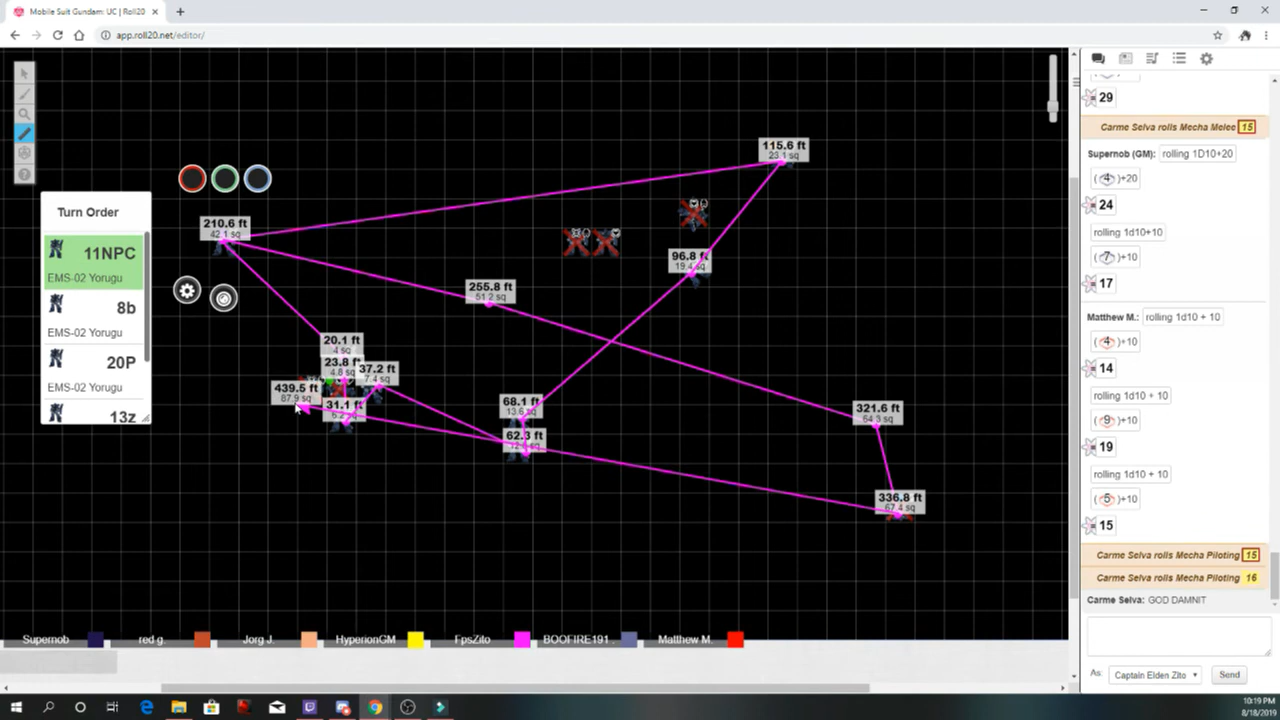 Mobile Suit Gundam: UC | Roll20
app.roll20.net/editor/
Turn Order
11NPC
EMS-02 Yorugu
8b
EMS-02 Yorugu
20P
EMS-02 Yorugu
13z
115.6 ft
23.1 sq
210.6 ft
42.1 sq
96.8 ft
19.4 sq
255.8 ft
51.2 sq
20.1 ft
4 sq
23.8 ft
4.8 sq
37.2 ft
7.4 sq
439.5 ft
87.9 sq
31.1 ft
68.1 ft
13.6 sq
62.3 ft
321.6 ft
64.3 sq
336.8 ft
67.4 sq
Supernob
red g.
Jorg J.
HyperionGM
FpsZito
BOOFIRE191 .
Matthew M.
29
Carme Selva rolls Mecha Melee 15
Supernob (GM): rolling 1D10+20
(4)+20
24
rolling 1d10+10
(7)+10
17
Matthew M.: rolling 1d10 + 10
(4)+10
14
rolling 1d10 + 10
(9)+10
19
rolling 1d10 + 10
(5)+10
15
Carme Selva rolls Mecha Piloting 15
Carme Selva rolls Mecha Piloting 16
Carme Selva: GOD DAMNIT
As: Captain Elden Zito
Send
10:19 PM
8/18/2019